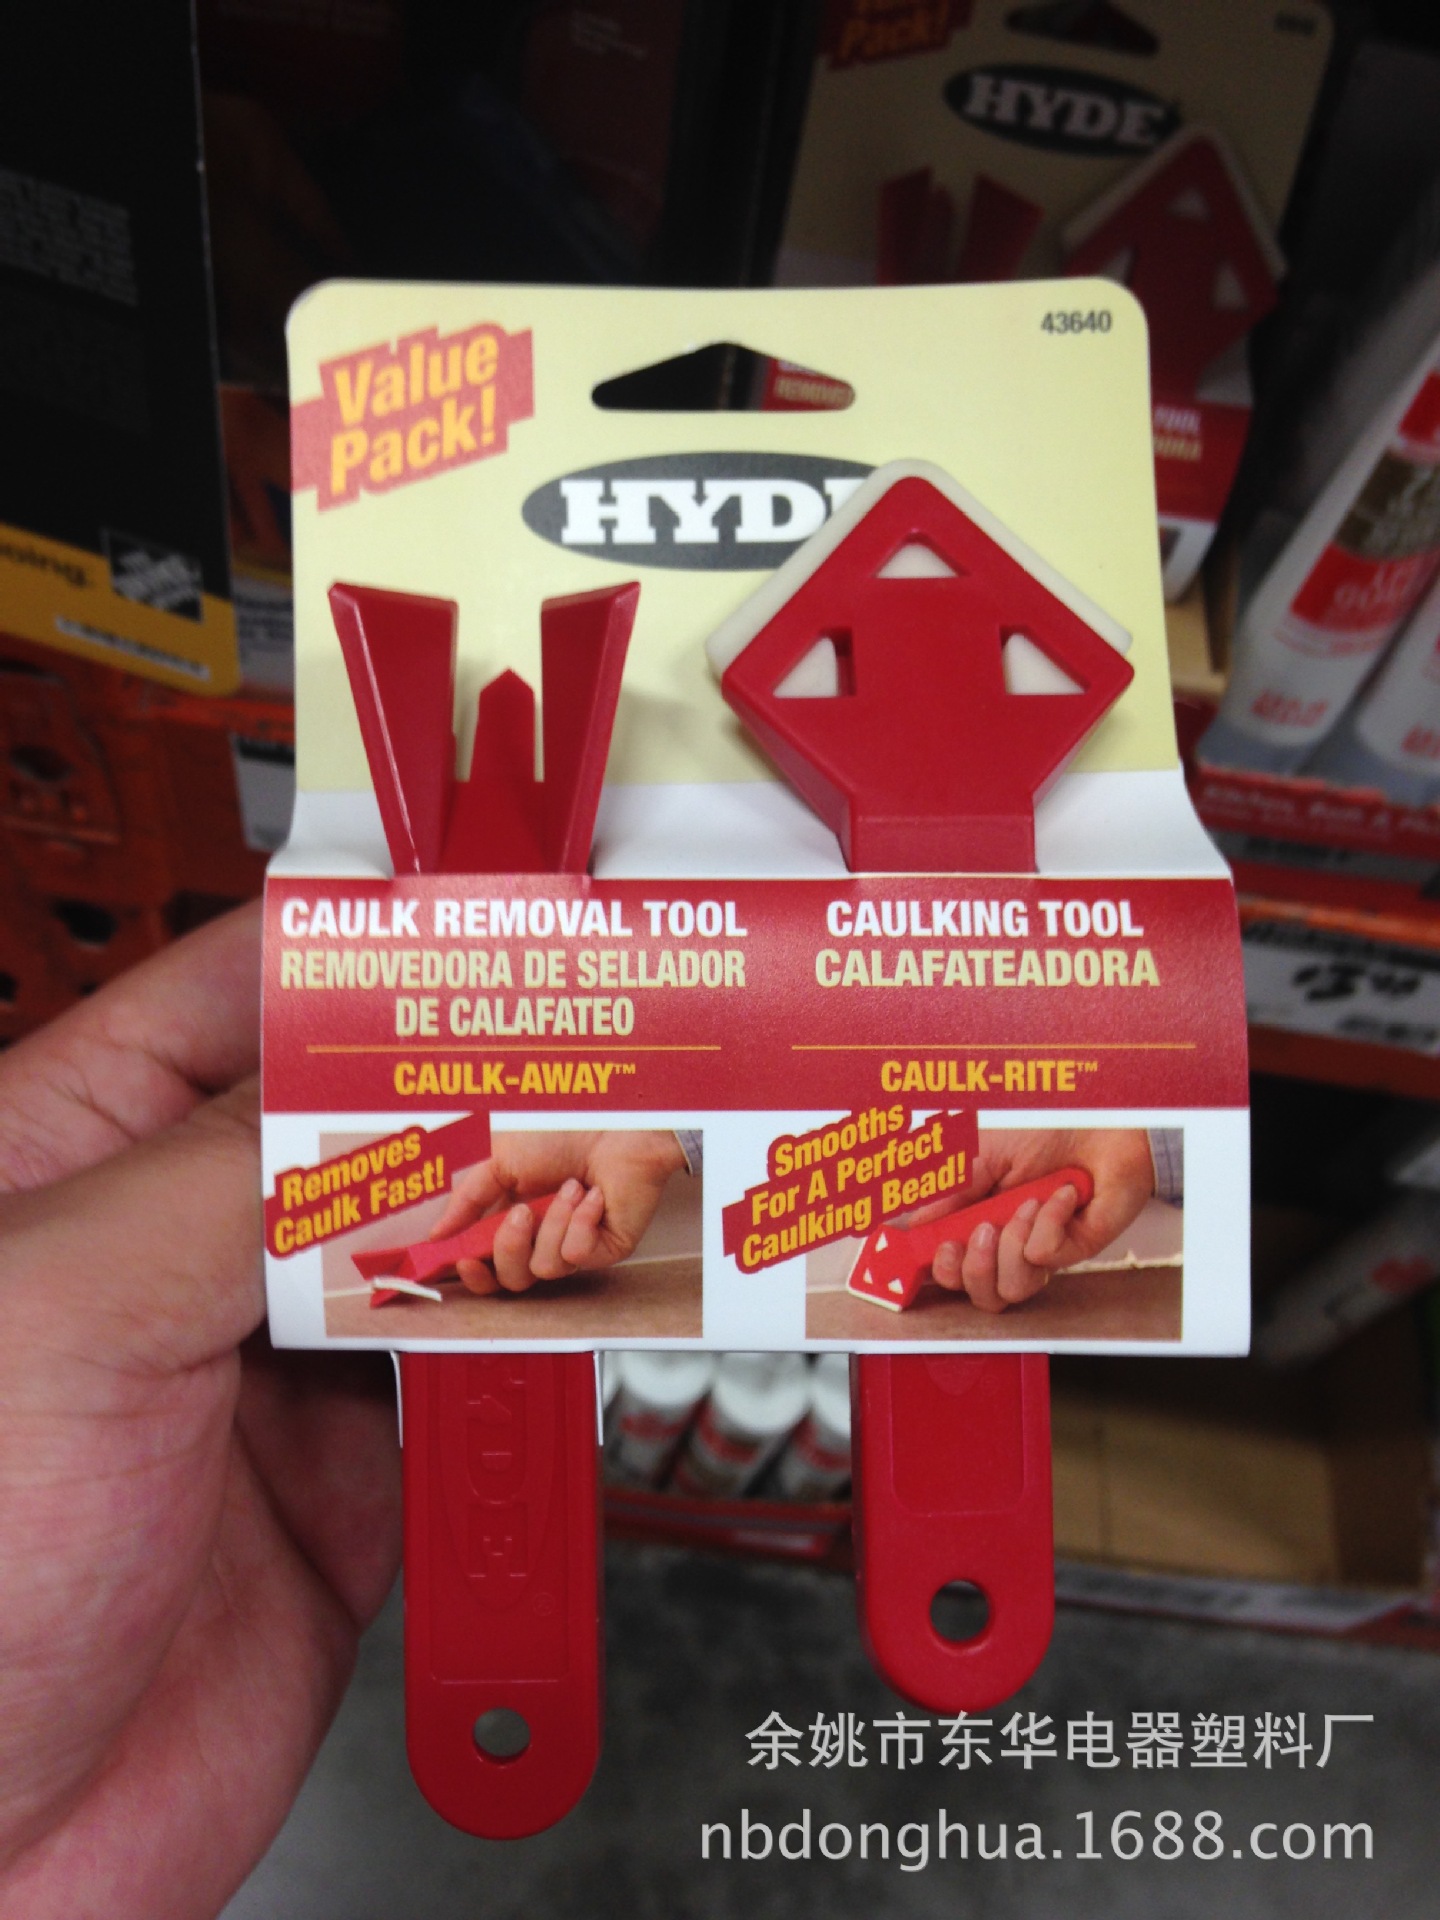 HYDE
43640
Value
Pack!
HYDE
CAULK REMOVAL TOOL
REMOVEDORA DE SELLADOR
DE CALAFATEO
CAULK-AWAY™
CAULKING TOOL
CALAFATEADORA
CAULK-RITE™
Removes
Caulk Fast!
Smooths
For A Perfect
Caulking Bead!
HYDE®
余姚市东华电器塑料厂
nbdonghua.1688.com